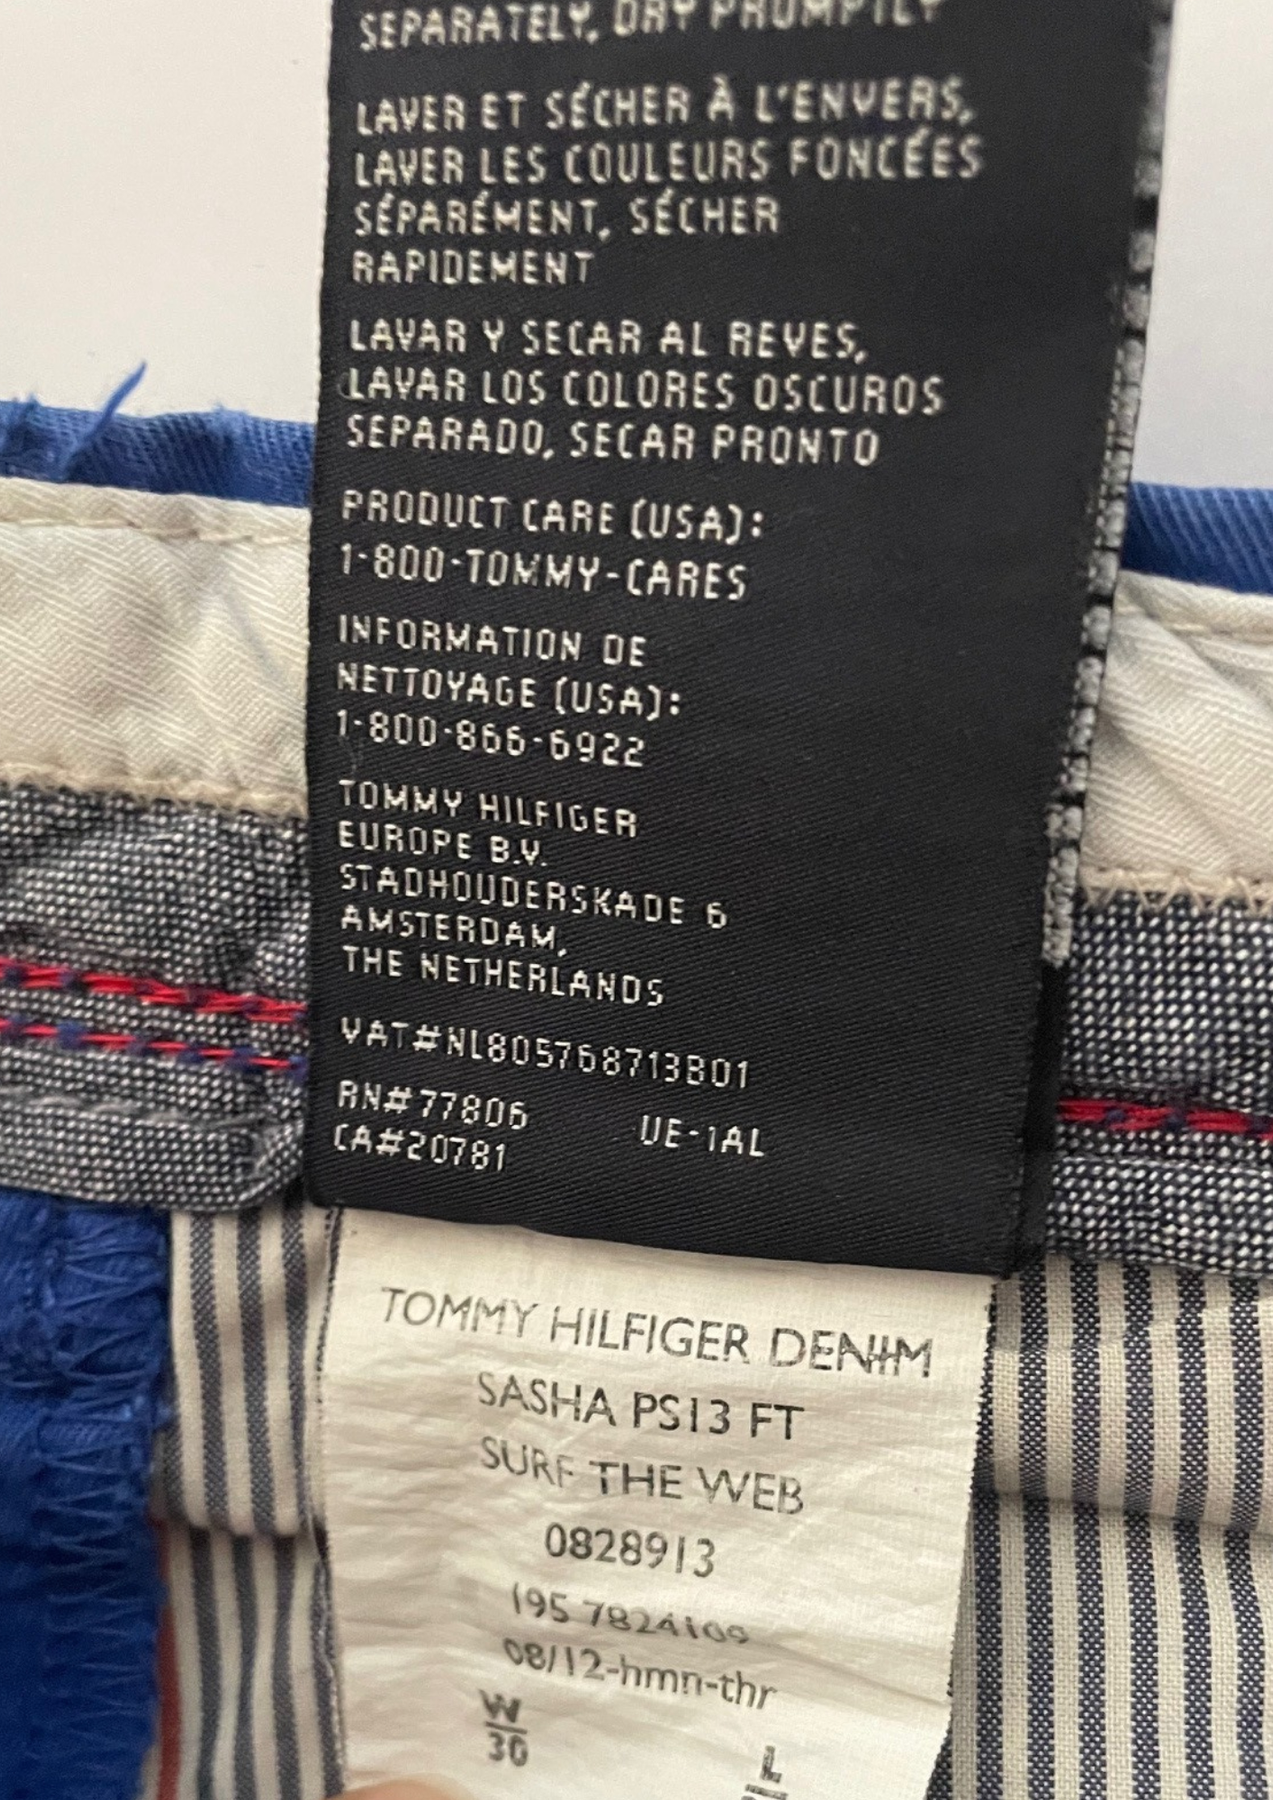 SEPARATELY, DRY PROMPTLY
LAVER ET SÉCHER À L'ENVERS,
LAVER LES COULEURS FONCÉES
SÉPARÉMENT, SÉCHER
RAPIDEMENT
LAVAR Y SECAR AL REVES,
LAVAR LOS COLORES OSCUROS
SEPARADO, SECAR PRONTO
PRODUCT CARE (USA):
1-800-TOMMY-CARES
INFORMATION DE
NETTOYAGE (USA):
1-800-866-6922
TOMMY HILFIGER
EUROPE B.V.
STADHOUDERSKADE 6
AMSTERDAM,
THE NETHERLANDS
VAT#NL805768713B01
RN#77806 UE-1AL
CA#20781
TOMMY HILFIGER DENIM
SASHA PS13 FT
SURF THE WEB
0828913
195 7824109
08/12-hmn-thr
W L
30